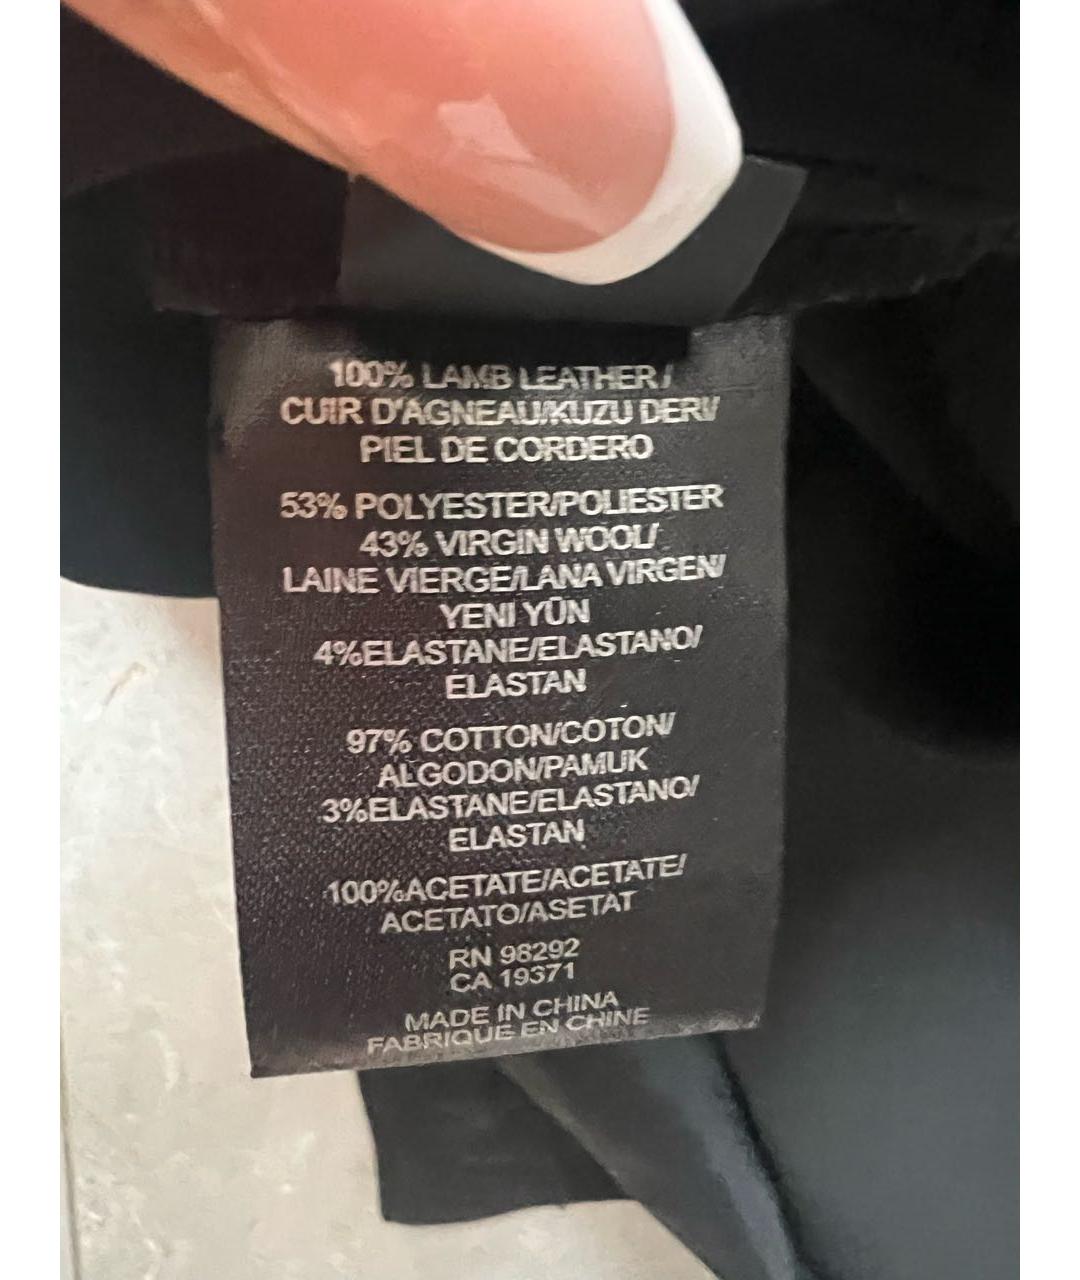 100% LAMB LEATHER/
CUIR D'AGNEAU/KUZU DERI/
PIEL DE CORDERO
53% POLYESTER/POLIESTER
43% VIRGIN WOOL/
LAINE VIERGE/LANA VIRGEN/
YENI YŪN
4%ELASTANE/ELASTANO/
ELASTAN
97% COTTON/COTON/
ALGODON/PAMUK
3%ELASTANE/ELASTANO/
ELASTAN
100%ACETATE/ACETATE/
ACETATO/ASETAT
RN 98292
CA 19371
MADE IN CHINA
FABRIQUE EN CHINE